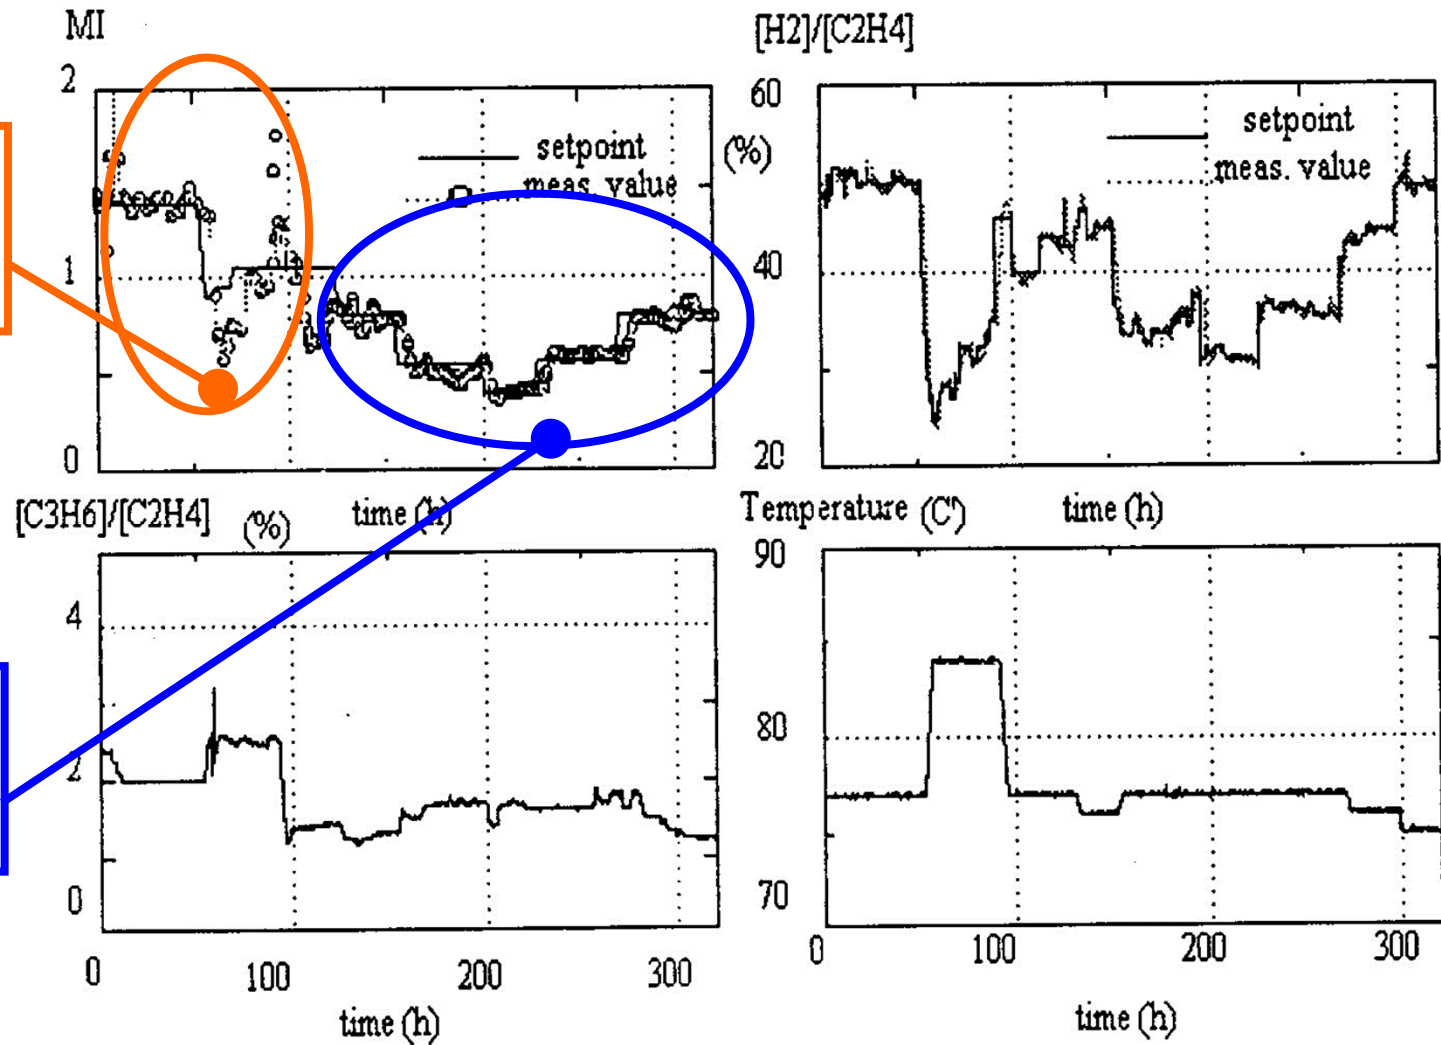 MI
2
1
0
setpoint
meas. value
time (h)
[H2]/[C2H4]
60
(%)
40
20
setpoint
meas. value
time (h)
[C3H6]/[C2H4] (%)
4
2
0
0 100 200 300
time (h)
Temperature (C')
90
80
70
0 100 200 300
time (h)